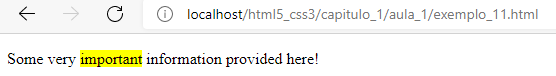 localhost/html5_css3/capitulo_1/aula_1/exemplo_11.html
Some very important information provided here!